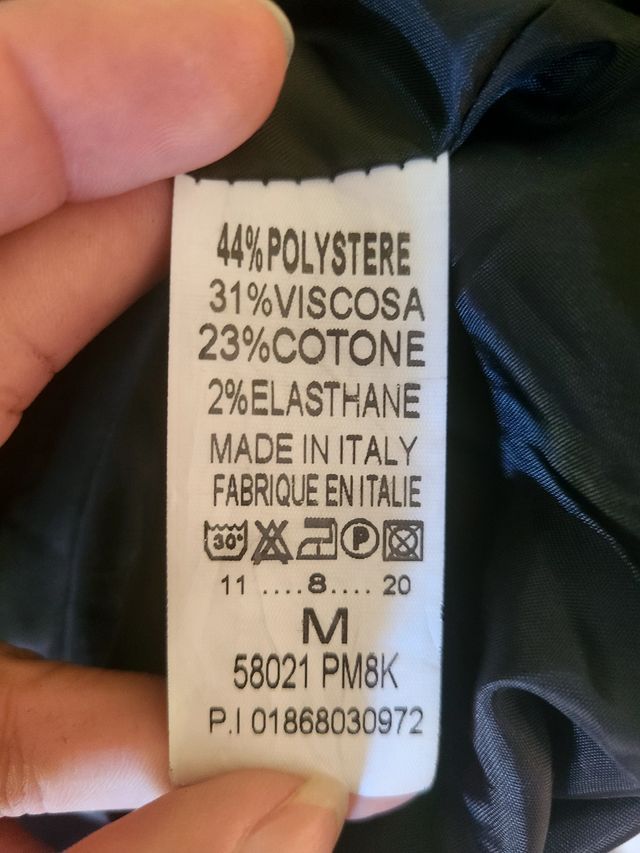 44%POLYSTERE
31%VISCOSA
23%COTONE
2%ELASTHANE
MADE IN ITALY
FABRIQUE EN ITALIE
30° P
11 ....8.... 20
M
58021 PM8K
P.I 01868030972